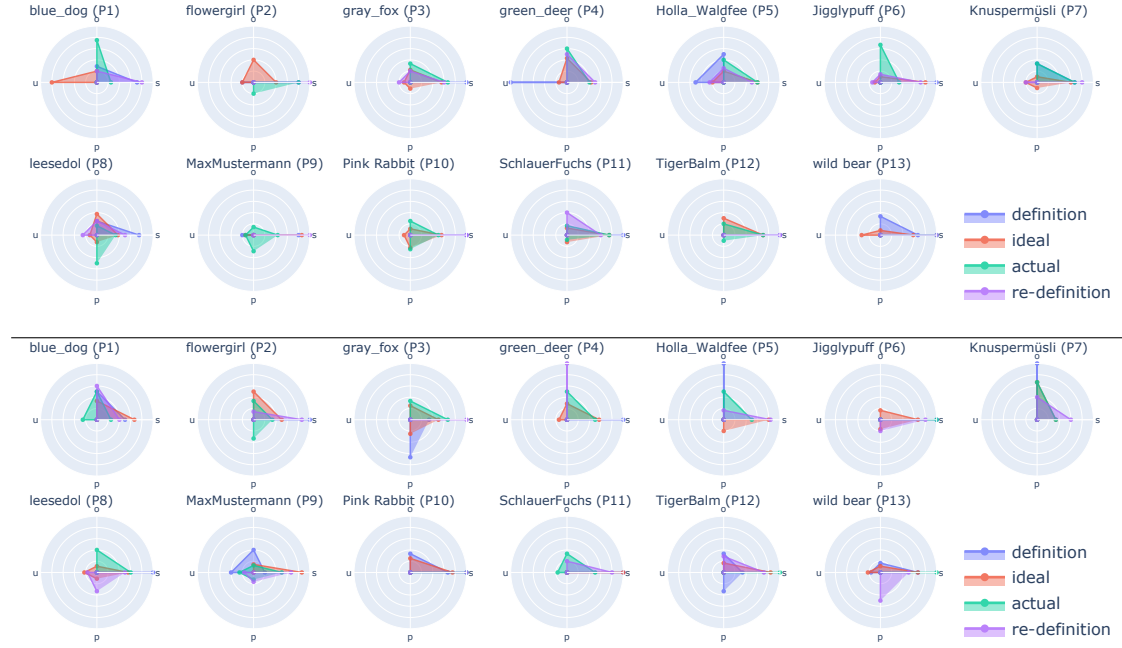 blue_dog (P1) flowergirl (P2) gray_fox (P3) green_deer (P4) Holla_Waldfee (P5) Jigglypuff (P6) Knuspermüsli (P7)
o o o o o o o
u s u s u s u s u s u s u s
p p p p p p p
leesedol (P8) MaxMustermann (P9) Pink Rabbit (P10) SchlauerFuchs (P11) TigerBalm (P12) wild bear (P13)
o o o o o o
u s u s u s u s u s u s
p p p p p p
definition
ideal
actual
re-definition
blue_dog (P1) flowergirl (P2) gray_fox (P3) green_deer (P4) Holla_Waldfee (P5) Jigglypuff (P6) Knuspermüsli (P7)
o o o o o o o
u s u s u s u s u s u s u s
p p p p p p p
leesedol (P8) MaxMustermann (P9) Pink Rabbit (P10) SchlauerFuchs (P11) TigerBalm (P12) wild bear (P13)
o o o o o o
u s u s u s u s u s u s
p p p p p p
definition
ideal
actual
re-definition